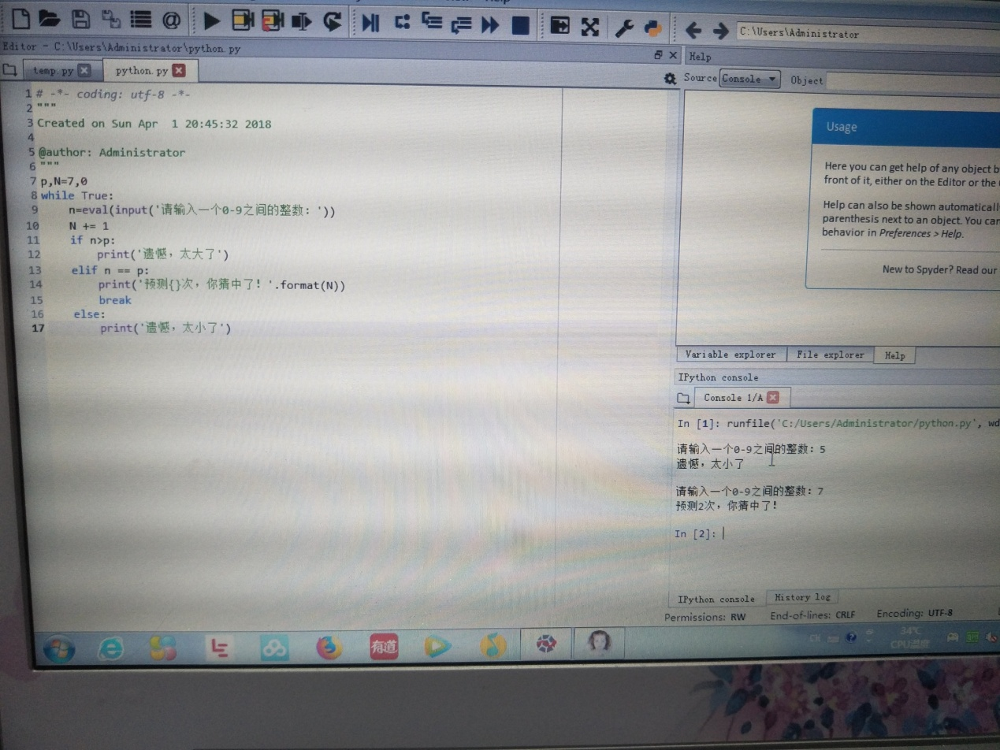 Editor - C:\Users\Administrator\python.py
temp.py
python.py
1 # -*- coding: utf-8 -*-
2 """
3 Created on Sun Apr  1 20:45:32 2018
4
5 @author: Administrator
6 """
7 p,N=7,0
8 while True:
9     n=eval(input('请输入一个0-9之间的整数：'))
10     N += 1
11     if n>p:
12         print('遗憾，太大了')
13     elif n == p:
14         print('预测{}次，你猜中了！'.format(N))
15         break
16     else:
17         print('遗憾，太小了')
C:\Users\Administrator
Help
Source Console Object
Usage
Here you can get help of any object b
front of it, either on the Editor or the
Help can also be shown automatically
parenthesis next to an object. You can
behavior in Preferences > Help.
New to Spyder? Read our
Variable explorer File explorer Help
IPython console
Console 1/A
In [1]: runfile('C:/Users/Administrator/python.py', wd
请输入一个0-9之间的整数：5
遗憾，太小了
请输入一个0-9之间的整数：7
预测2次，你猜中了！
In [2]:
IPython console History log
Permissions: RW End-of-lines: CRLF Encoding: UTF-8
有道
CH
34℃
CPU温度